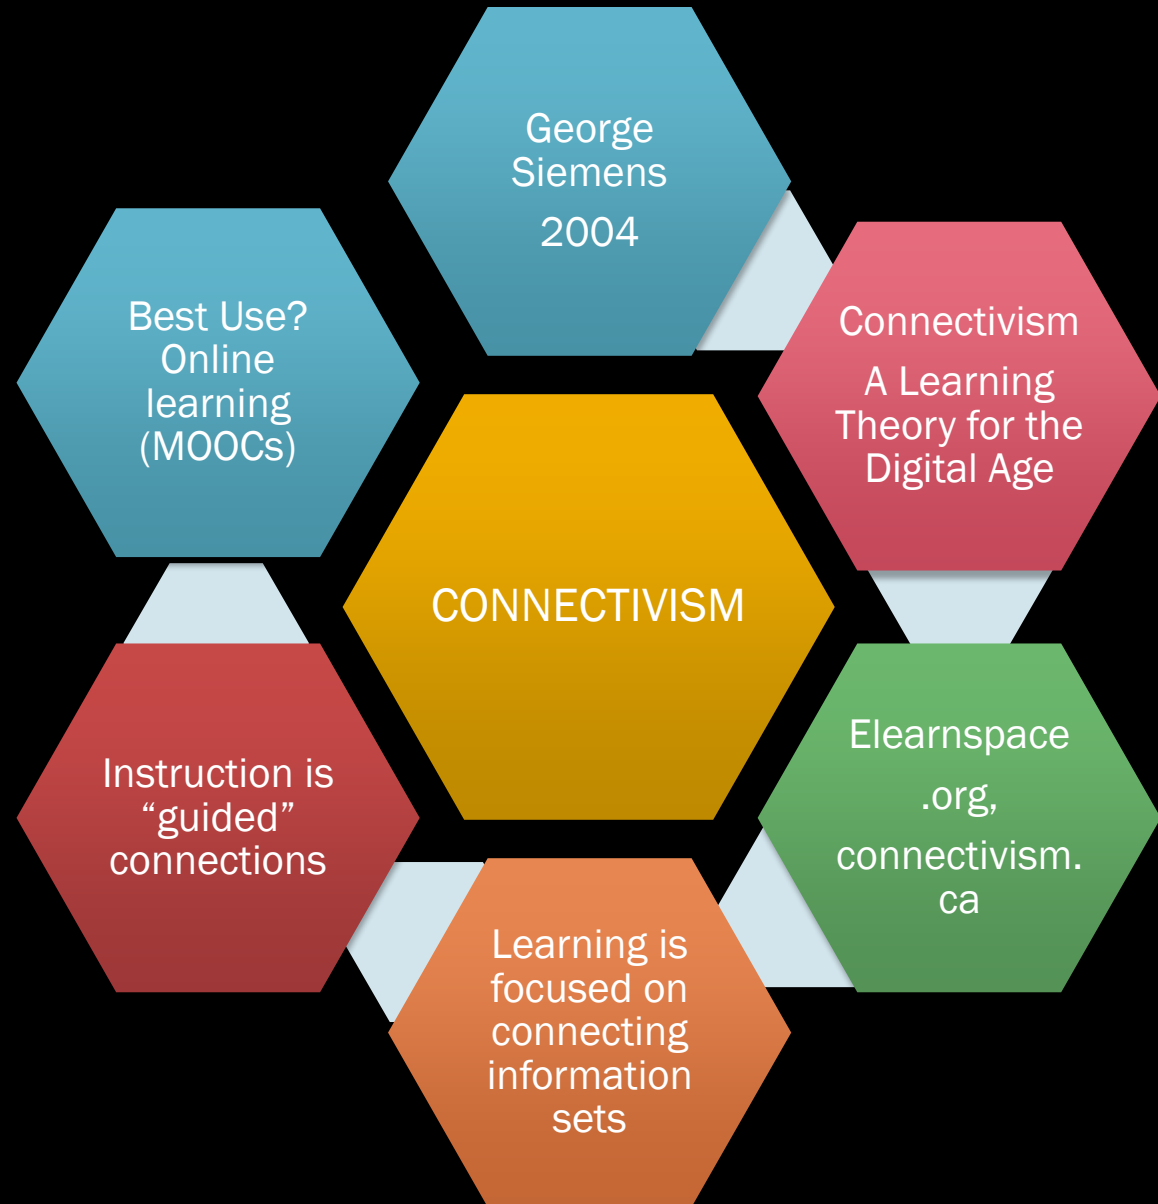 George
Siemens
2004
Connectivism
A Learning
Theory for the
Digital Age
Elearnspace
.org,
connectivism.
ca
Learning is
focused on
connecting
information
sets
Instruction is
“guided”
connections
Best Use?
Online
learning
(MOOCs)
CONNECTIVISM